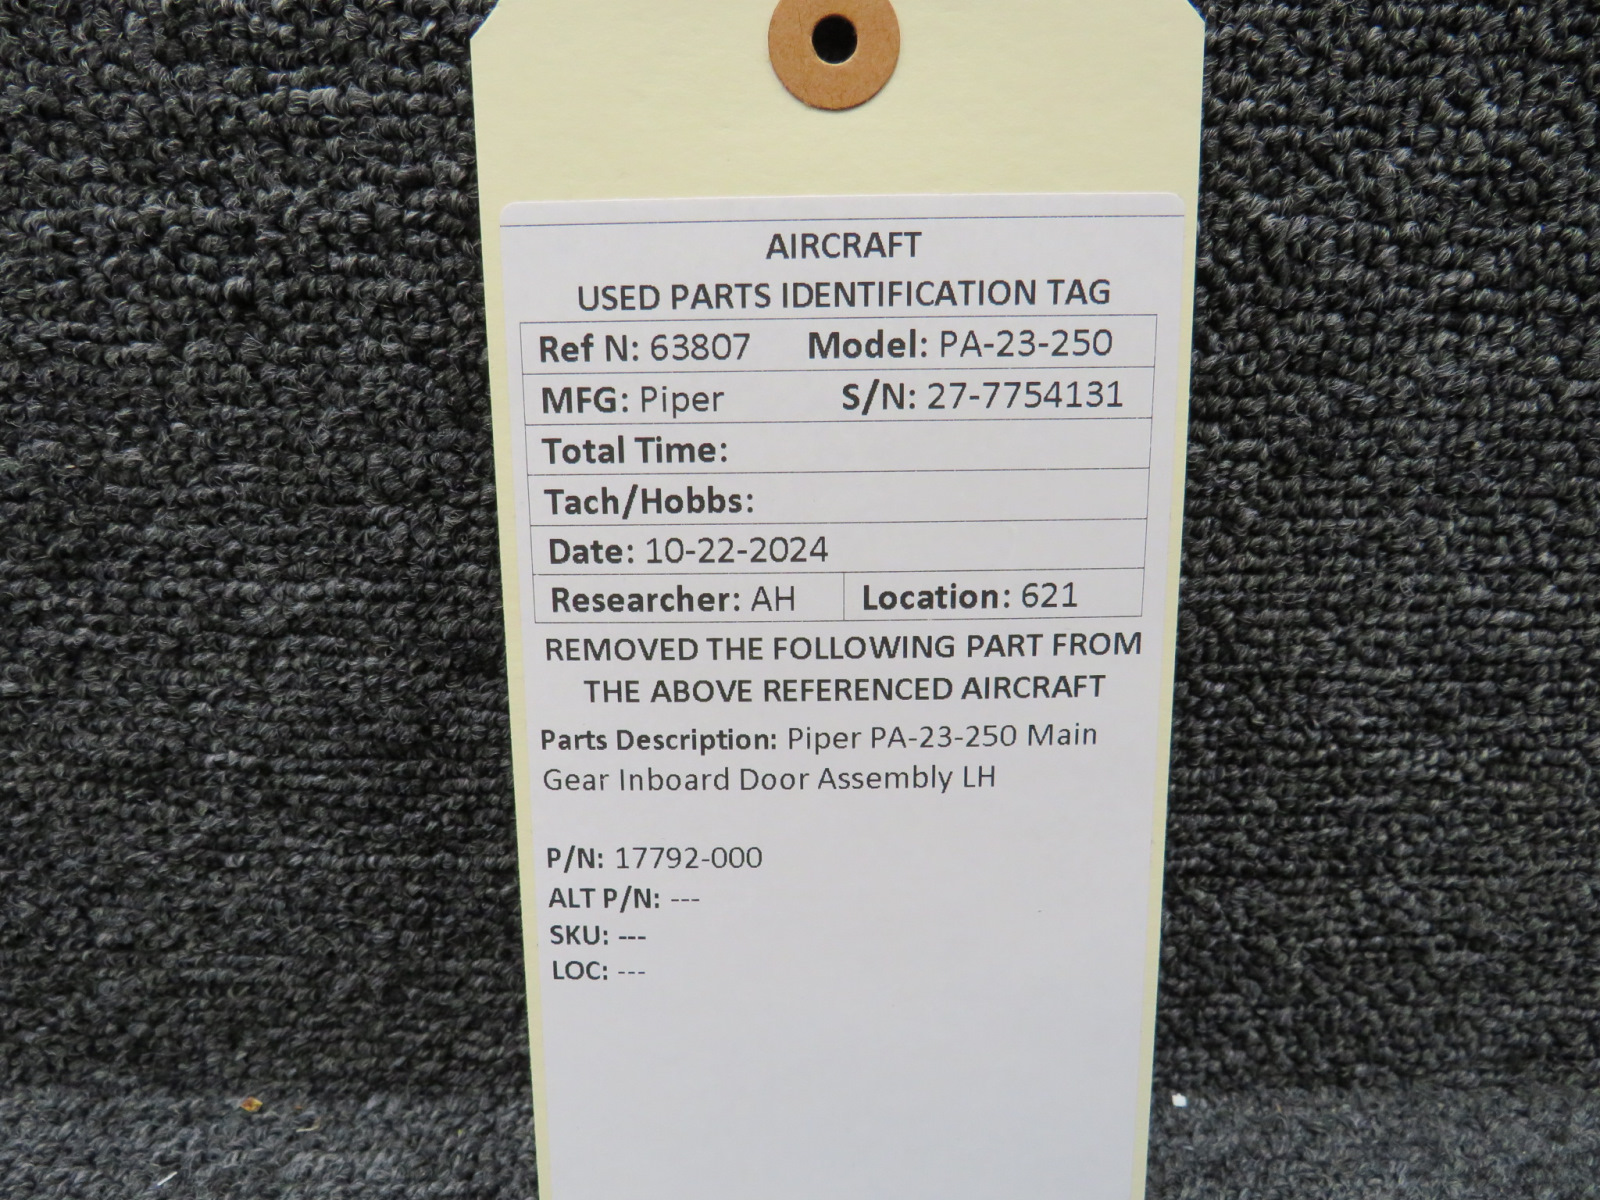 AIRCRAFT
USED PARTS IDENTIFICATION TAG
Ref N: 63807 Model: PA-23-250
MFG: Piper S/N: 27-7754131
Total Time:
Tach/Hobbs:
Date: 10-22-2024
Researcher: AH Location: 621
REMOVED THE FOLLOWING PART FROM
THE ABOVE REFERENCED AIRCRAFT
Parts Description: Piper PA-23-250 Main
Gear Inboard Door Assembly LH
P/N: 17792-000
ALT P/N: ---
SKU: ---
LOC: ---